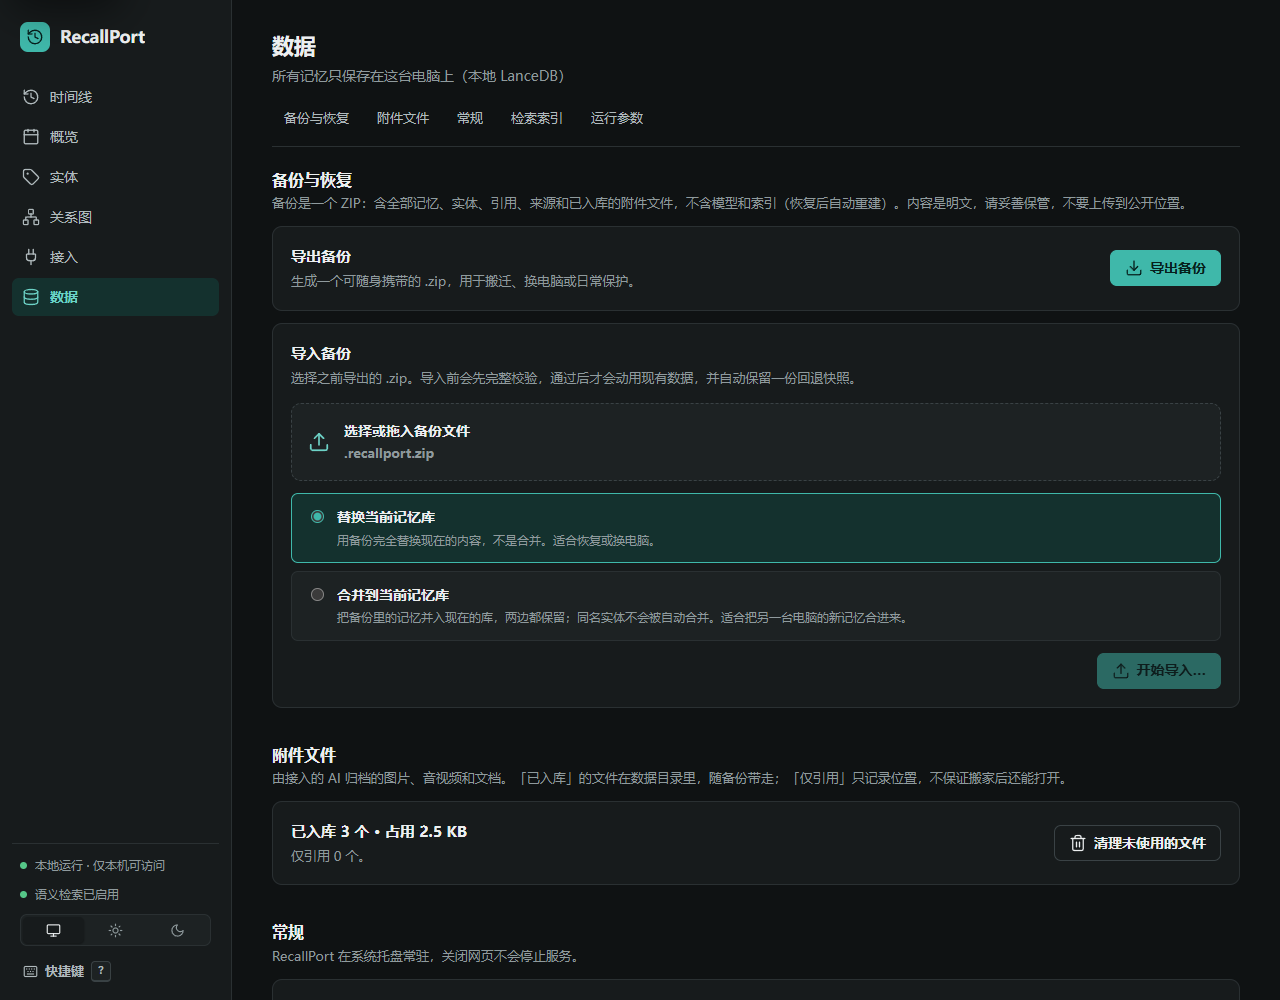 RecallPort
时间线
概览
实体
关系图
接入
数据
本地运行 · 仅本机可访问
语义检索已启用
快捷键 ?
数据
所有记忆只保存在这台电脑上（本地 LanceDB）
备份与恢复 附件文件 常规 检索索引 运行参数
备份与恢复
备份是一个 ZIP：含全部记忆、实体、引用、来源和已入库的附件文件，不含模型和索引（恢复后自动重建）。内容是明文，请妥善保管，不要上传到公开位置。
导出备份
生成一个可随身携带的 .zip，用于搬迁、换电脑或日常保护。
导出备份
导入备份
选择之前导出的 .zip。导入前会先完整校验，通过后才会动用现有数据，并自动保留一份回退快照。
选择或拖入备份文件
.recallport.zip
替换当前记忆库
用备份完全替换现在的内容，不是合并。适合恢复或换电脑。
合并到当前记忆库
把备份里的记忆并入现在的库，两边都保留；同名实体不会被自动合并。适合把另一台电脑的新记忆合进来。
开始导入...
附件文件
由接入的 AI 归档的图片、音视频和文档。「已入库」的文件在数据目录里，随备份带走；「仅引用」只记录位置，不保证搬家后还能打开。
已入库 3 个 • 占用 2.5 KB
仅引用 0 个。
清理未使用的文件
常规
RecallPort 在系统托盘常驻，关闭网页不会停止服务。